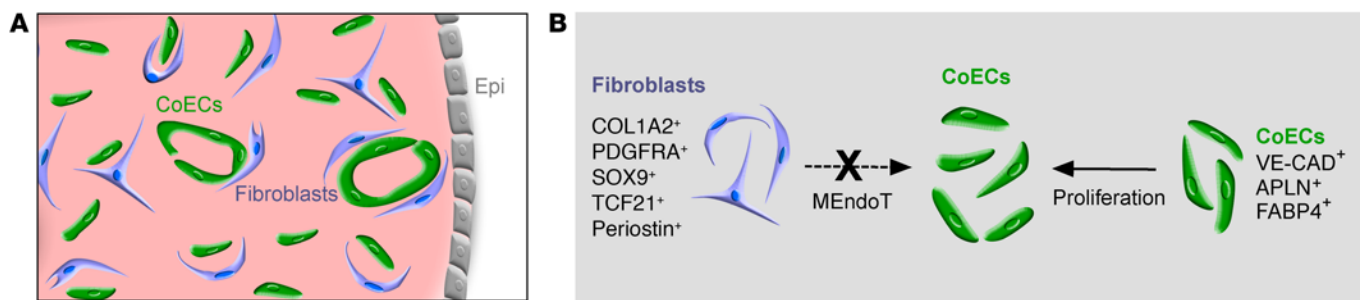 A
Epi
CoECs
Fibroblasts
B
Fibroblasts
COL1A2⁺
PDGFRA⁺
SOX9⁺
TCF21⁺
Periostin⁺
X
MEndoT
CoECs
Proliferation
CoECs
VE-CAD⁺
APLN⁺
FABP4⁺